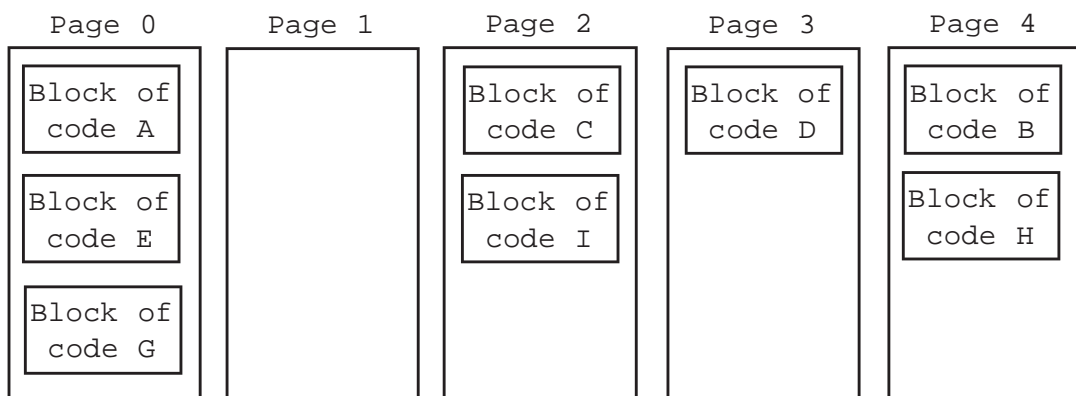 Page 0
Page 1
Page 2
Page 3
Page 4
Block of
code A
Block of
code E
Block of
code G
Block of
code C
Block of
code I
Block of
code D
Block of
code B
Block of
code H